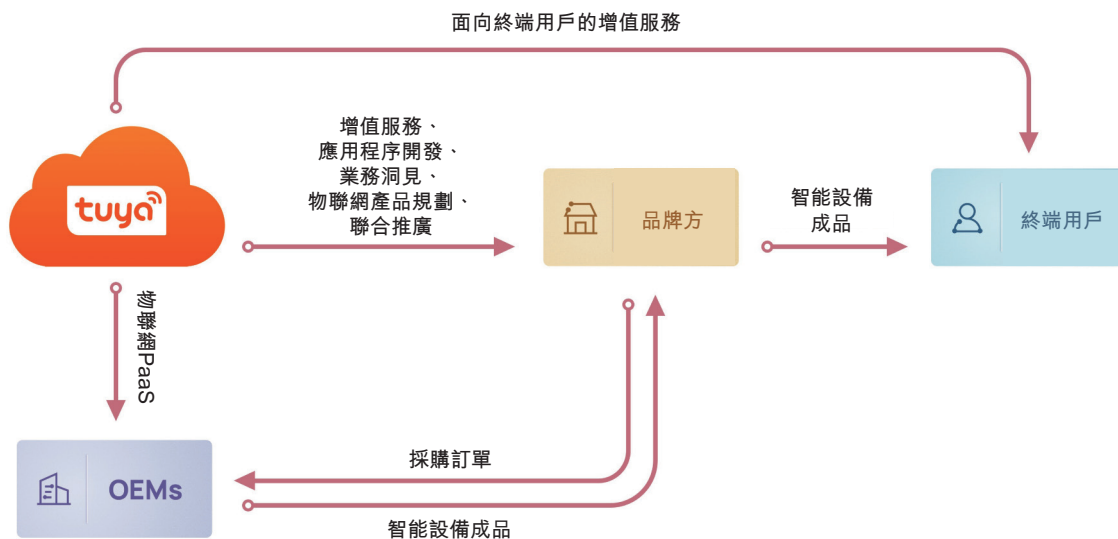 面向終端用戶的增值服務
增值服務、
應用程序開發、
業務洞見、
物聯網產品規劃、
聯合推廣
tuya
品牌方
智能設備
成品
終端用戶
物聯網PaaS
OEMs
採購訂單
智能設備成品